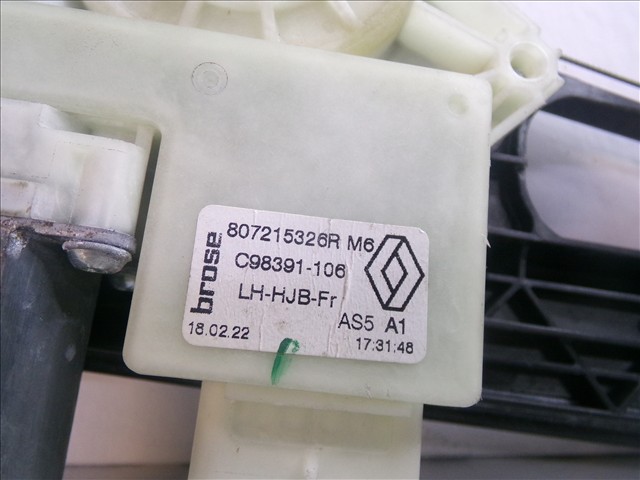 brose
807215326R M6
C98391-106
LH-HJB-Fr
AS5 A1
18.02.22
17:31:48